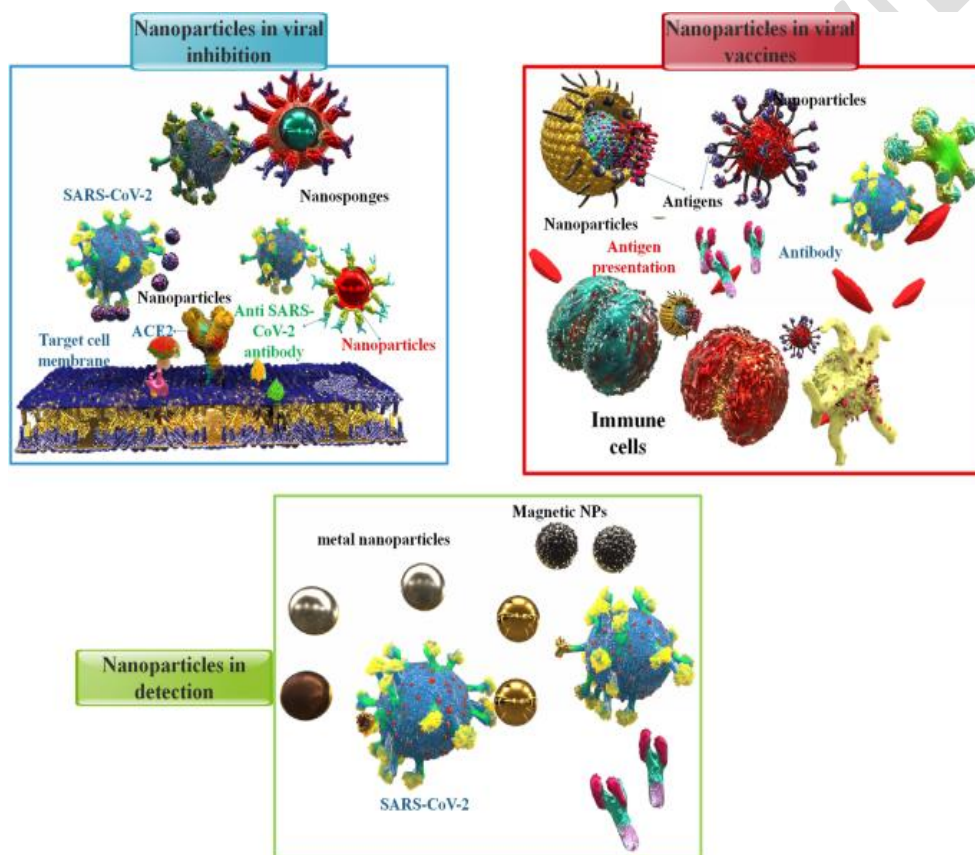 Nanoparticles in viral
inhibition
SARS-CoV-2
Nanosponges
Nanoparticles
Target cell
membrane
ACE2
Anti SARS-
CoV-2
antibody
Nanoparticles
Nanoparticles in viral
vaccines
Nanoparticles
Antigens
Nanoparticles
Antigen
presentation
Antibody
Immune
cells
Nanoparticles in
detection
Magnetic NPs
metal nanoparticles
SARS-CoV-2